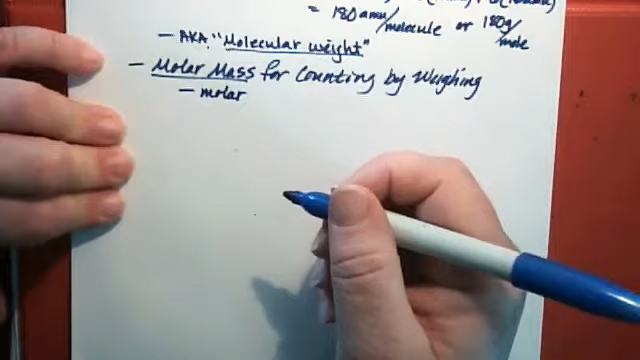 = 180 amu/molecule or 180g/mole
- AKA "Molecular weight"
- Molar Mass for Counting by Weighing
- molar